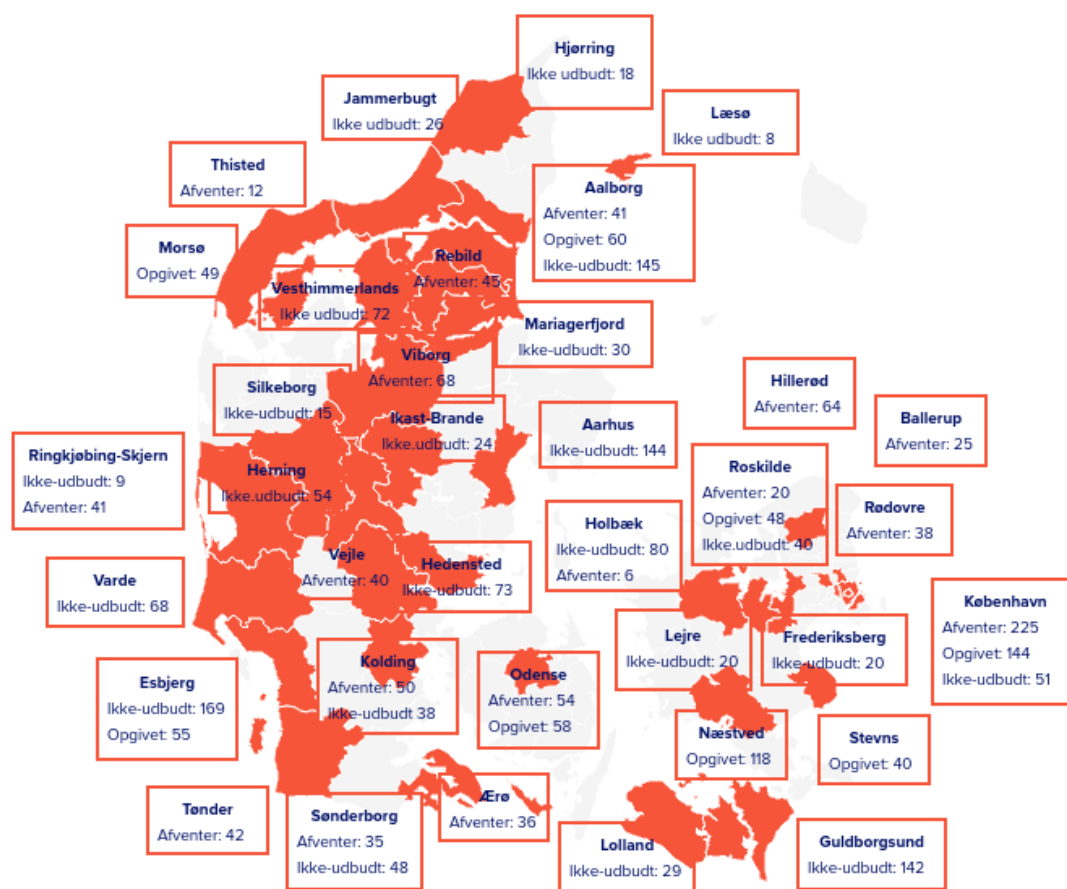 Hjørring
Ikke udbudt: 18
Jammerbugt
Ikke udbudt: 26
Læsø
Ikke udbudt: 8
Thisted
Afventer: 12
Aalborg
Afventer: 41
Opgivet: 60
Ikke-udbudt: 145
Morsø
Opgivet: 49
Rebild
Afventer: 45
Vesthimmerlands
Ikke udbudt: 72
Mariagerfjord
Ikke-udbudt: 30
Viborg
Afventer: 68
Silkeborg
Ikke-udbudt: 15
Hillerød
Afventer: 64
Ikast-Brande
Ikke.udbudt: 24
Aarhus
Ikke-udbudt: 144
Ballerup
Afventer: 25
Ringkjøbing-Skjern
Ikke-udbudt: 9
Afventer: 41
Herning
Ikke.udbudt: 54
Roskilde
Afventer: 20
Opgivet: 48
Ikke.udbudt: 40
Rødovre
Afventer: 38
Holbæk
Ikke-udbudt: 80
Afventer: 6
Vejle
Afventer: 40
Hedensted
Ikke-udbudt: 73
Varde
Ikke-udbudt: 68
København
Afventer: 225
Opgivet: 144
Ikke-udbudt: 51
Lejre
Ikke-udbudt: 20
Frederiksberg
Ikke-udbudt: 20
Kolding
Afventer: 50
Ikke-udbudt 38
Odense
Afventer: 54
Opgivet: 58
Esbjerg
Ikke-udbudt: 169
Opgivet: 55
Næstved
Opgivet: 118
Stevns
Opgivet: 40
Tønder
Afventer: 42
Sønderborg
Afventer: 35
Ikke-udbudt: 48
Ærø
Afventer: 36
Lolland
Ikke-udbudt: 29
Guldborgsund
Ikke-udbudt: 142